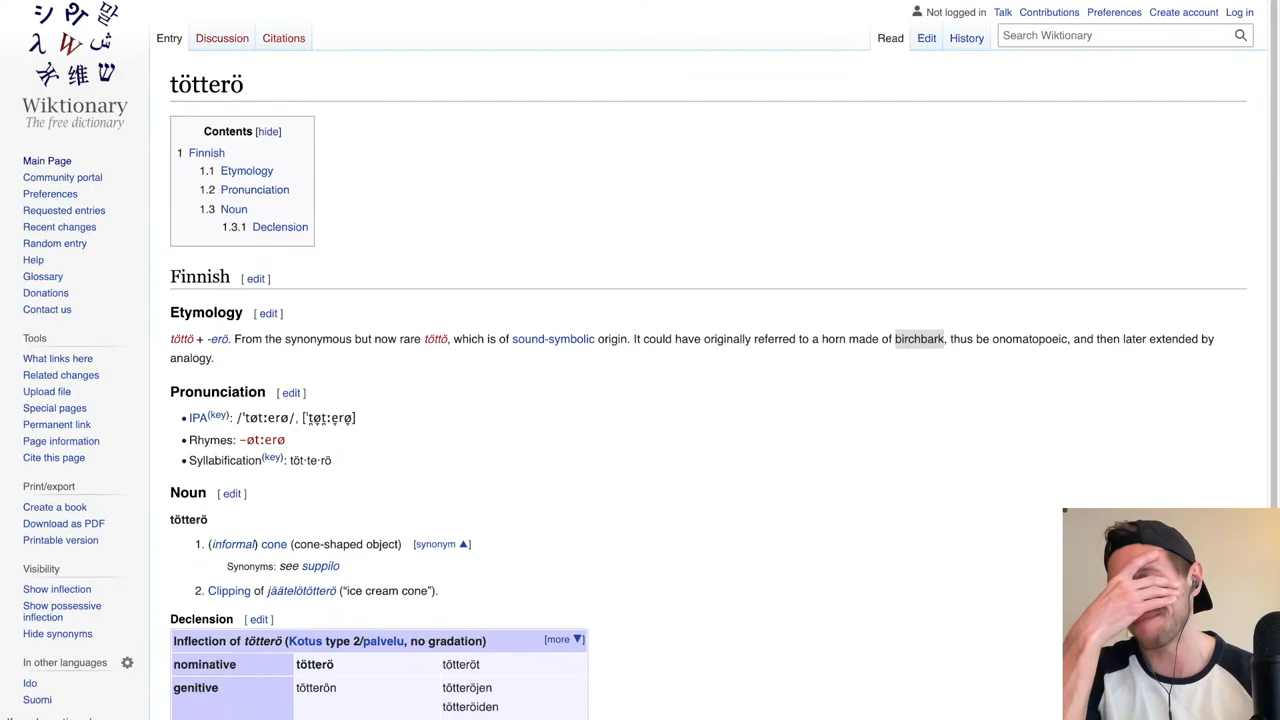 Not logged in Talk Contributions Preferences Create account Log in
Entry Discussion Citations Read Edit History Search Wiktionary
Wiktionary
The free dictionary
Main Page
Community portal
Preferences
Requested entries
Recent changes
Random entry
Help
Glossary
Donations
Contact us
Tools
What links here
Related changes
Upload file
Special pages
Permanent link
Page information
Cite this page
Print/export
Create a book
Download as PDF
Printable version
Visibility
Show inflection
Show possessive
inflection
Hide synonyms
In other languages
Ido
Suomi
tötterö
Contents [hide]
1 Finnish
1.1 Etymology
1.2 Pronunciation
1.3 Noun
1.3.1 Declension
Finnish [ edit ]
Etymology [ edit ]
töttö + -erö. From the synonymous but now rare töttö, which is of sound-symbolic origin. It could have originally referred to a horn made of birchbark, thus be onomatopoeic, and then later extended by
analogy.
Pronunciation [ edit ]
• IPA(key): /ˈtøtːerø/, [ˈt̪øt̪ːe̞rø̞]
• Rhymes: -øtːerø
• Syllabification(key): töt·te·rö
Noun [ edit ]
tötterö
1. (informal) cone (cone-shaped object) [synonym ▲]
Synonyms: see suppilo
2. Clipping of jäätelötötterö (“ice cream cone”).
Declension [ edit ]
Inflection of tötterö (Kotus type 2/palvelu, no gradation) [more ▼]
nominative tötterö tötteröt
genitive tötterön tötteröjen
tötteröiden